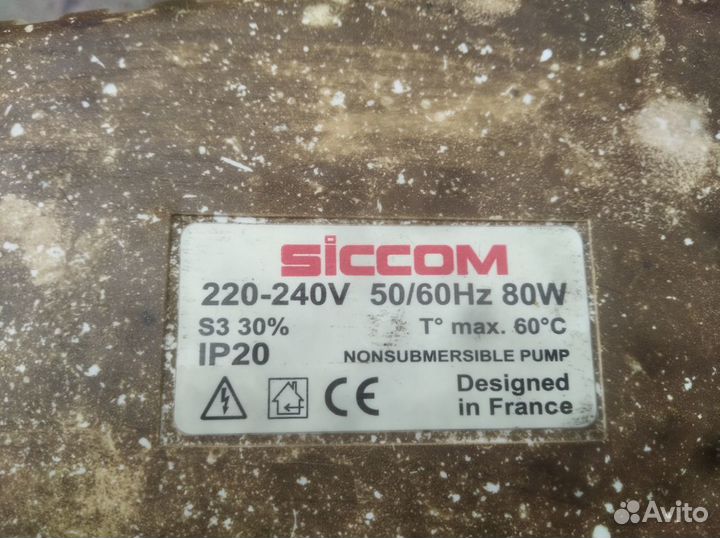 SICCOM
220-240V 50/60Hz 80W
S3 30% T° max. 60°C
IP20 NONSUBMERSIBLE PUMP
CE Designed
in France
Avito